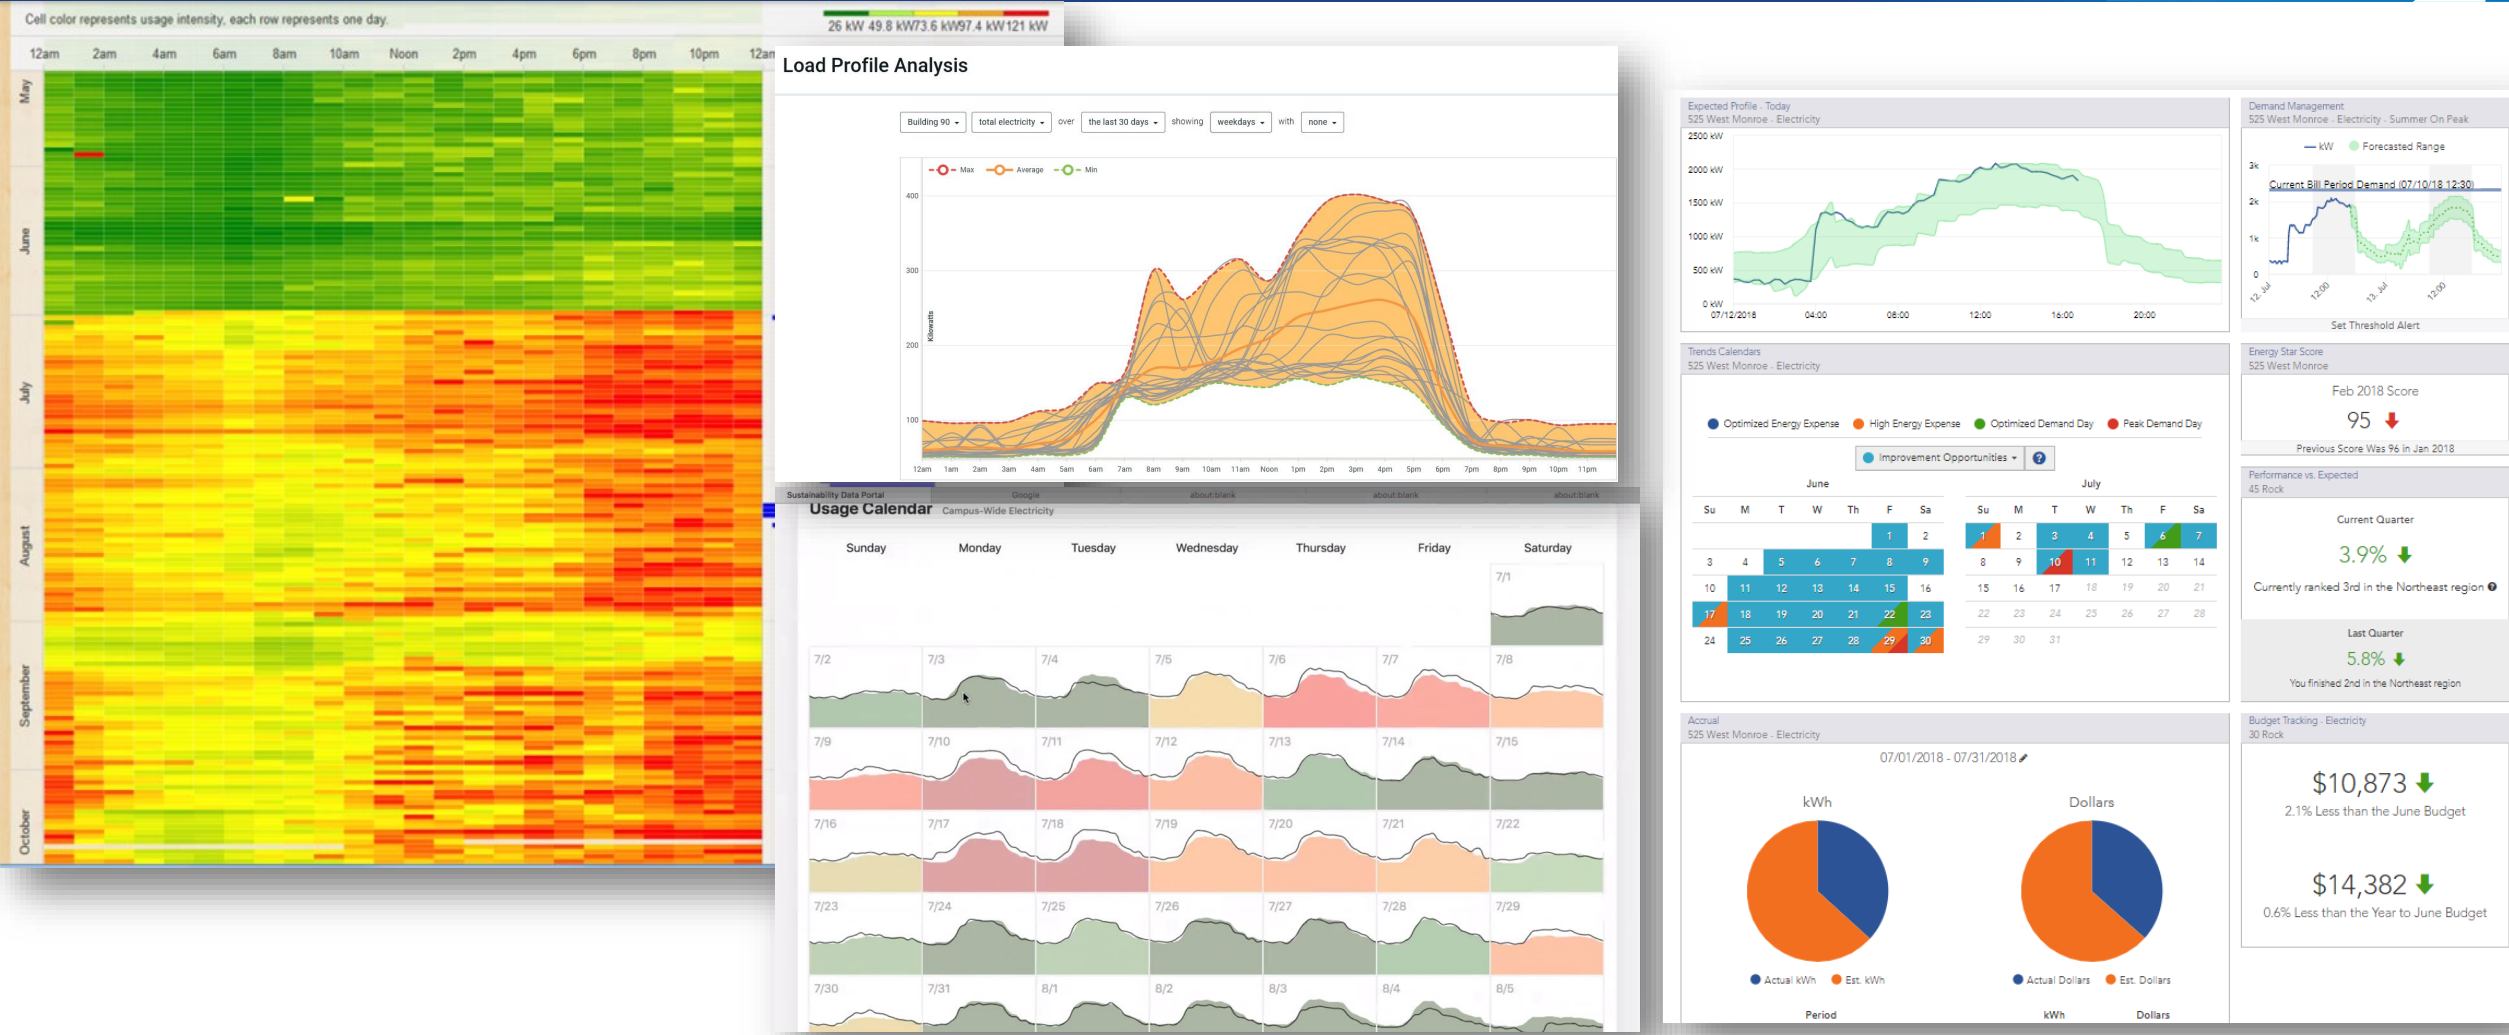 Cell color represents usage intensity, each row represents one day.
26 kW 49.8 kW 73.6 kW 97.4 kW 121 kW
12am 2am 4am 6am 8am 10am Noon 2pm 4pm 6pm 8pm 10pm 12am
May
June
July
August
September
October
Load Profile Analysis
Building 90 total electricity over the last 30 days showing weekdays with none
Max Average Min
400
300
200
100
Kilowatts
12am 1am 2am 3am 4am 5am 6am 7am 8am 9am 10am 11am Noon 1pm 2pm 3pm 4pm 5pm 6pm 7pm 8pm 9pm 10pm 11pm
Sustainability Data Portal Google about:blank about:blank about:blank
Usage Calendar Campus-Wide Electricity
Sunday Monday Tuesday Wednesday Thursday Friday Saturday
7/1
7/2 7/3 7/4 7/5 7/6 7/7 7/8
7/9 7/10 7/11 7/12 7/13 7/14 7/15
7/16 7/17 7/18 7/19 7/20 7/21 7/22
7/23 7/24 7/25 7/26 7/27 7/28 7/29
7/30 7/31 8/1 8/2 8/3 8/4 8/5
Expected Profile - Today
525 West Monroe - Electricity
2500 kW
2000 kW
1500 kW
1000 kW
500 kW
0 kW
07/12/2018 04:00 08:00 12:00 16:00 20:00
Trends Calendars
525 West Monroe - Electricity
Optimized Energy Expense High Energy Expense Optimized Demand Day Peak Demand Day
Improvement Opportunities ?
June
Su M T W Th F Sa
1 2
3 4 5 6 7 8 9
10 11 12 13 14 15 16
17 18 19 20 21 22 23
24 25 26 27 28 29 30
July
Su M T W Th F Sa
1 2 3 4 5 6 7
8 9 10 11 12 13 14
15 16 17 18 19 20 21
22 23 24 25 26 27 28
29 30 31
Accrual
525 West Monroe - Electricity
07/01/2018 - 07/31/2018
kWh
Dollars
Actual kWh Est. kWh
Actual Dollars Est. Dollars
Period kWh Dollars
Demand Management
525 West Monroe - Electricity - Summer On Peak
kW Forecasted Range
3k
Current Bill Period Demand (07/10/18 12:30)
2k
1k
0
12. Jul 12:00 13. Jul 12:00
Set Threshold Alert
Energy Star Score
525 West Monroe
Feb 2018 Score
95
Previous Score Was 96 in Jan 2018
Performance vs. Expected
45 Rock
Current Quarter
3.9%
Currently ranked 3rd in the Northeast region ?
Last Quarter
5.8%
You finished 2nd in the Northeast region
Budget Tracking - Electricity
30 Rock
$10,873
2.1% Less than the June Budget
$14,382
0.6% Less than the Year to June Budget